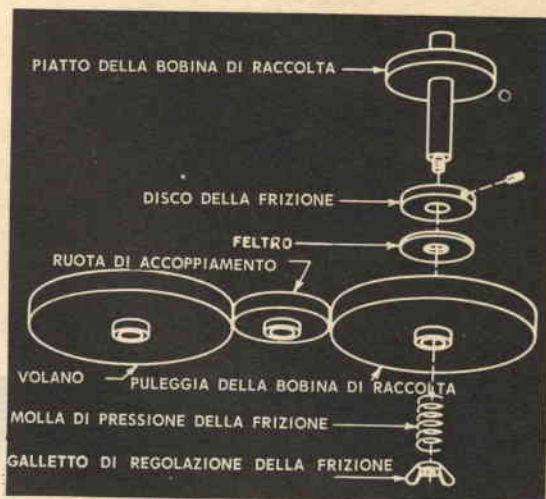 PIATTO DELLA BOBINA DI RACCOLTA
DISCO DELLA FRIZIONE
FELTRO
RUOTA DI ACCOPPIAMENTO
VOLANO
PULEGGIA DELLA BOBINA DI RACCOLTA
MOLLA DI PRESSIONE DELLA FRIZIONE
GALLETTO DI REGOLAZIONE DELLA FRIZIONE